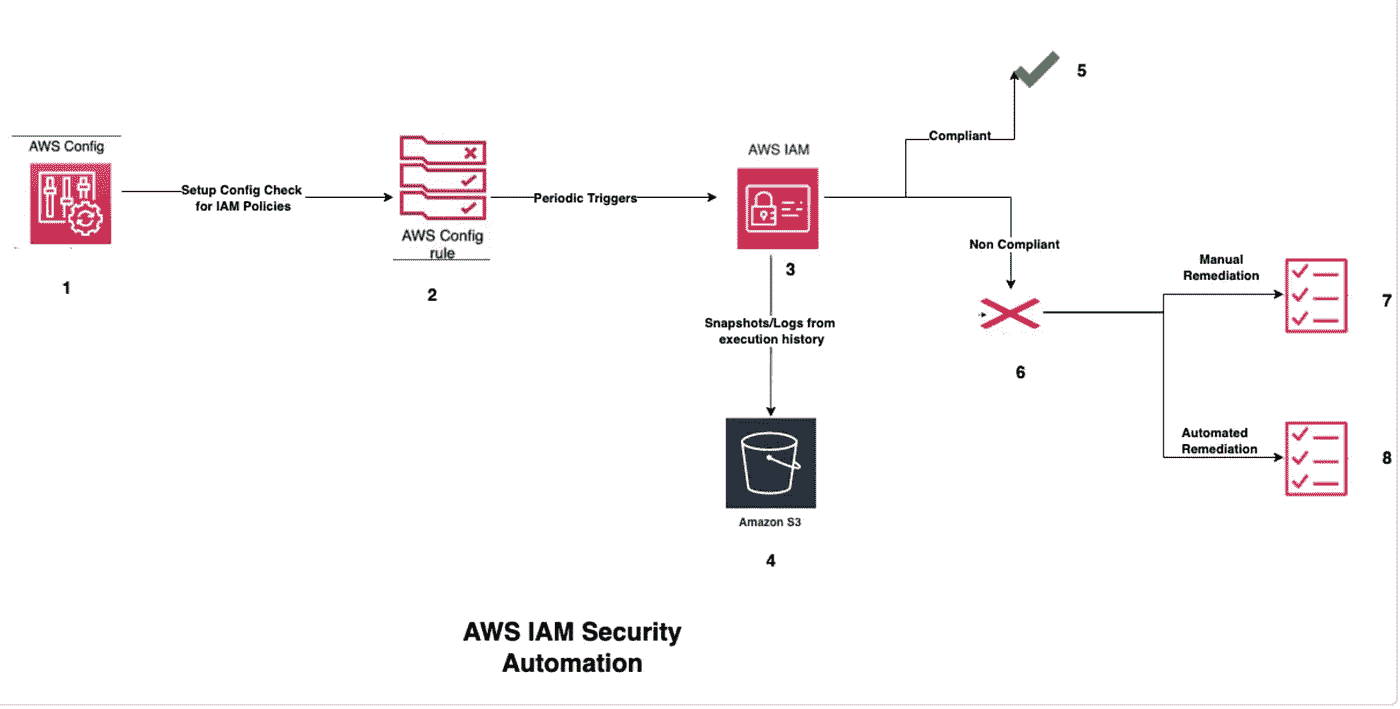 AWS Config
Setup Config Check
for IAM Policies
1
AWS Config
rule
2
Periodic Triggers
AWS IAM
3
Snapshots/Logs from
execution history
Amazon S3
4
Compliant
5
Non Compliant
6
Manual
Remediation
7
Automated
Remediation
8
AWS IAM Security
Automation